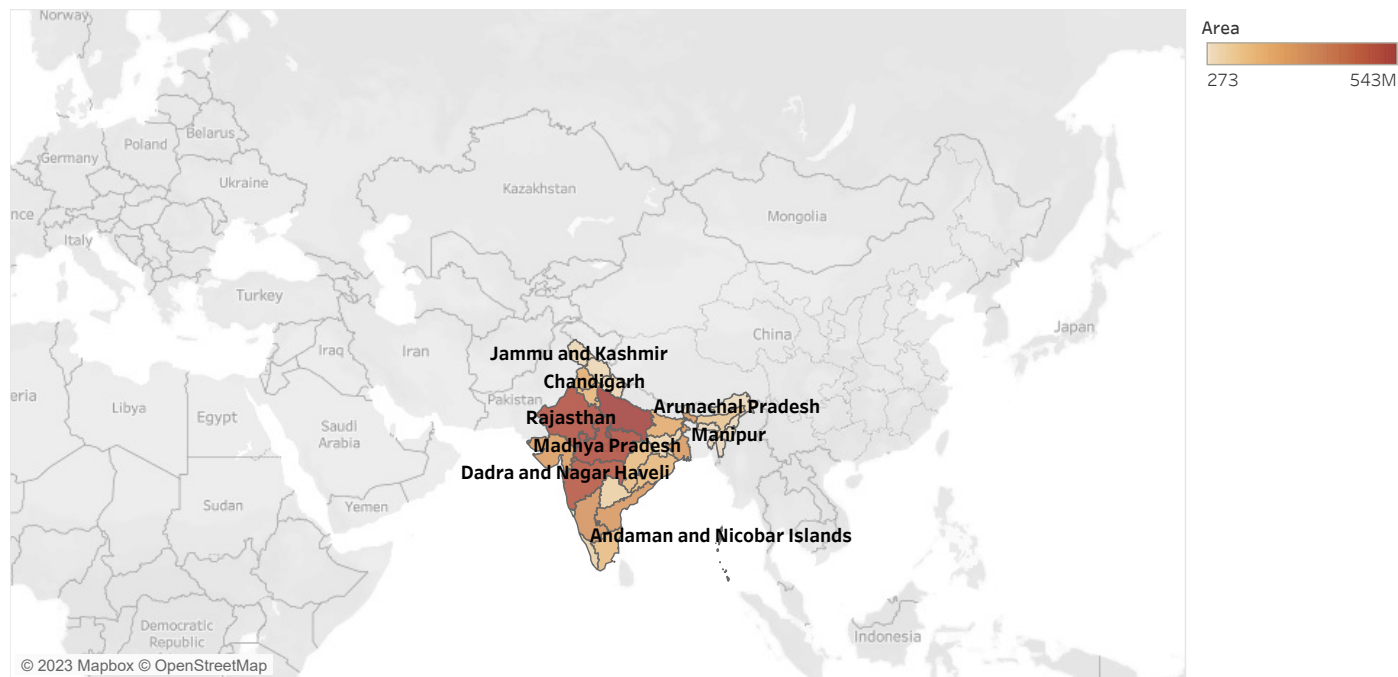 Norway
Area
273
543M
Belarus
Poland
Germany
Ukraine
Kazakhstan
nce
Mongolia
Italy
Turkey
Japan
China
Iraq
Iran
Jammu and Kashmir
Chandigarh
eria
Libya
Egypt
Pakistan
Arunachal Pradesh
Rajasthan
Saudi
Arabia
Manipur
Madhya Pradesh
Dadra and Nagar Haveli
Sudan
Yemen
Andaman and Nicobar Islands
Democratic
Republic
Indonesia
© 2023 Mapbox © OpenStreetMap